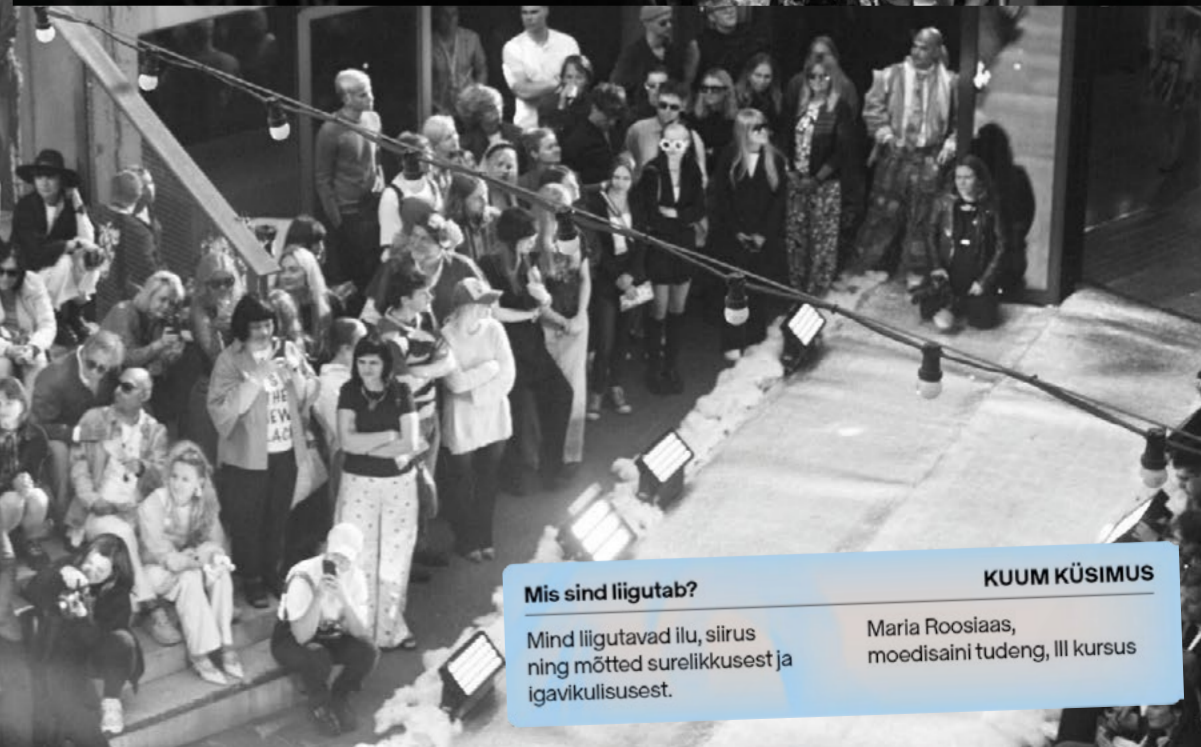 Mis sind liigutab?
KUUM KÜSIMUS
Mind liigutavad ilu, siirus
ning mõtted surelikkusest ja
igavikulisusest.
Maria Roosiaas,
moedisaini tudeng, III kursus
THE